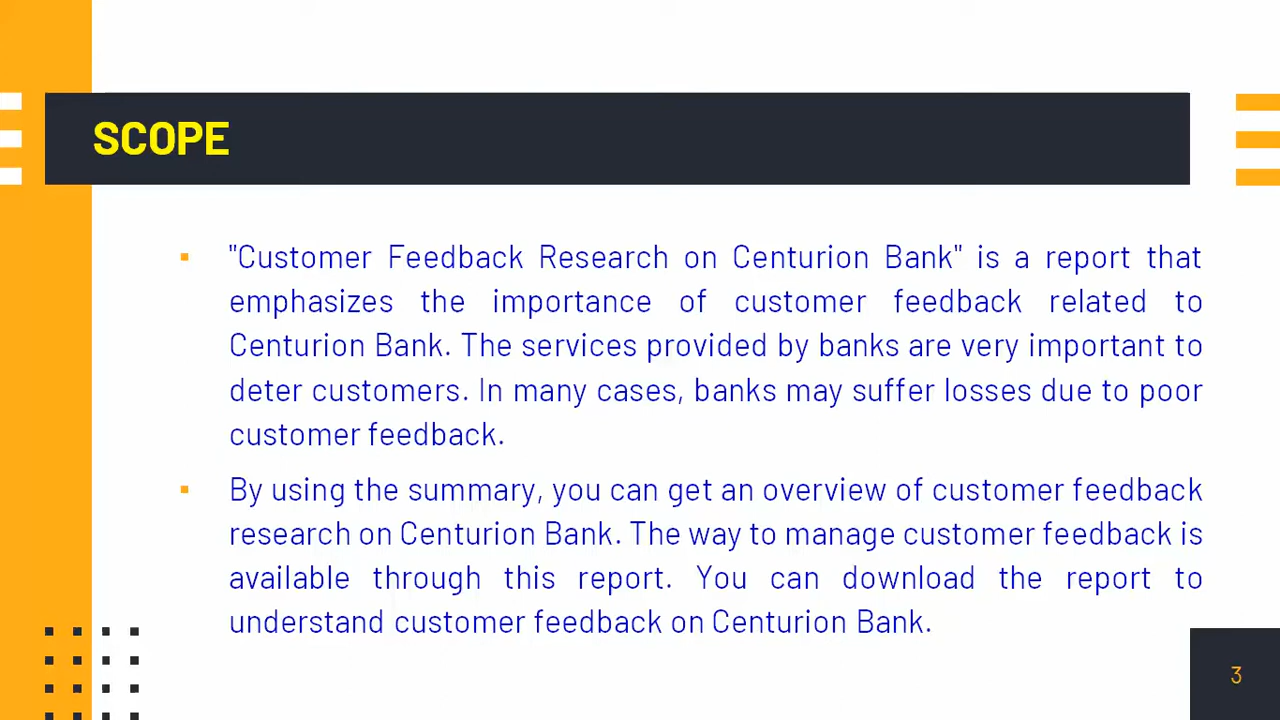 SCOPE
"Customer Feedback Research on Centurion Bank" is a report that
emphasizes the importance of customer feedback related to
Centurion Bank. The services provided by banks are very important to
deter customers. In many cases, banks may suffer losses due to poor
customer feedback.
By using the summary, you can get an overview of customer feedback
research on Centurion Bank. The way to manage customer feedback is
available through this report. You can download the report to
understand customer feedback on Centurion Bank.
3